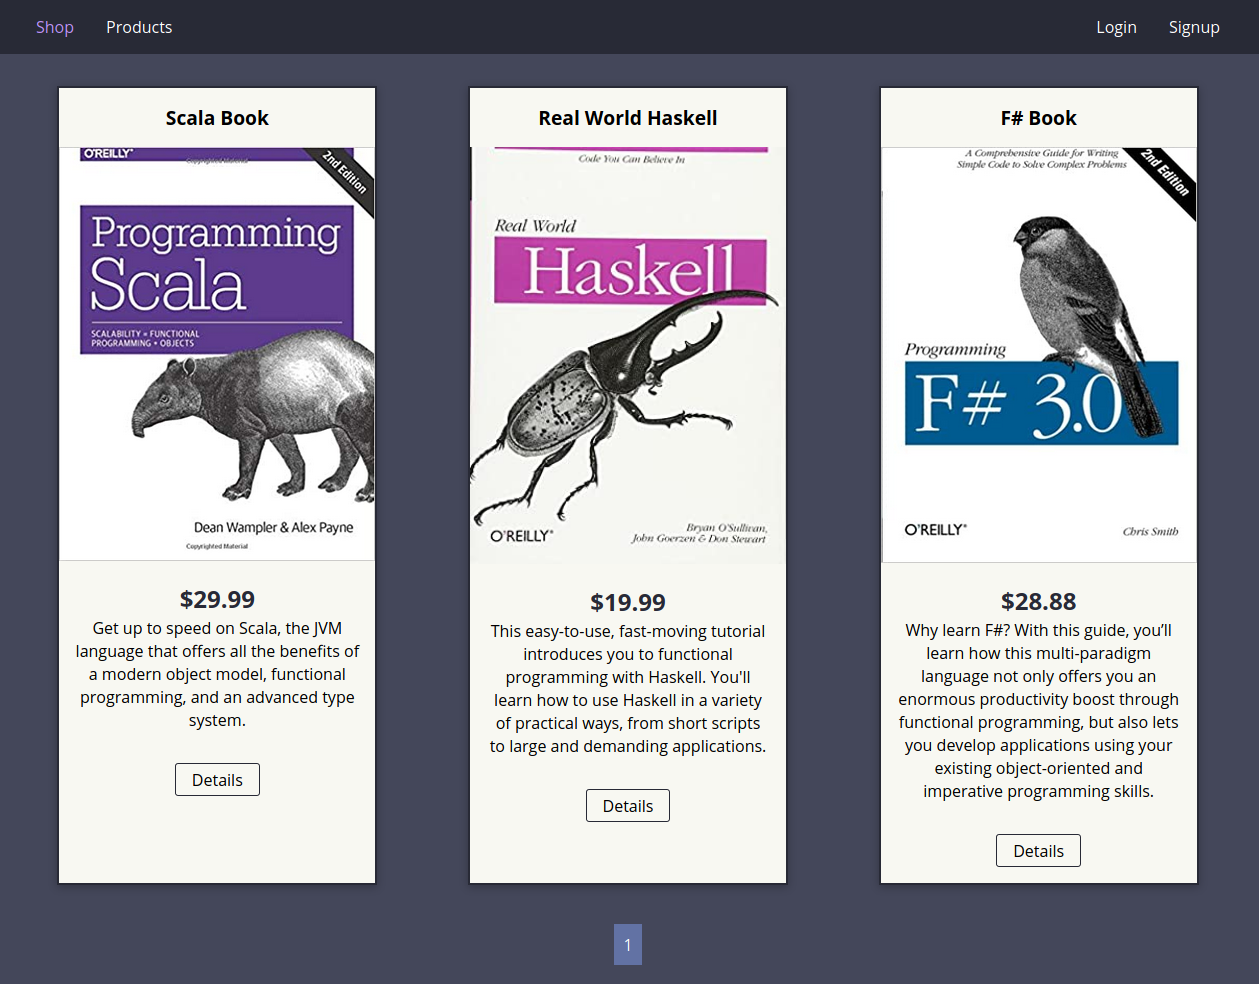 Shop Products Login Signup
Scala Book
O'REILLY®
Copyrighted Material
2nd Edition
Programming
Scala
SCALABILITY = FUNCTIONAL
PROGRAMMING + OBJECTS
Dean Wampler & Alex Payne
Copyrighted Material
$29.99
Get up to speed on Scala, the JVM
language that offers all the benefits of
a modern object model, functional
programming, and an advanced type
system.
Details
Real World Haskell
Code You Can Believe In
Real World
Haskell
O'REILLY®
Bryan O'Sullivan,
John Goerzen & Don Stewart
$19.99
This easy-to-use, fast-moving tutorial
introduces you to functional
programming with Haskell. You'll
learn how to use Haskell in a variety
of practical ways, from short scripts
to large and demanding applications.
Details
F# Book
A Comprehensive Guide for Writing
Simple Code to Solve Complex Problems
2nd Edition
Programming
F# 3.0
O'REILLY®
Chris Smith
$28.88
Why learn F#? With this guide, you’ll
learn how this multi-paradigm
language not only offers you an
enormous productivity boost through
functional programming, but also lets
you develop applications using your
existing object-oriented and
imperative programming skills.
Details
1